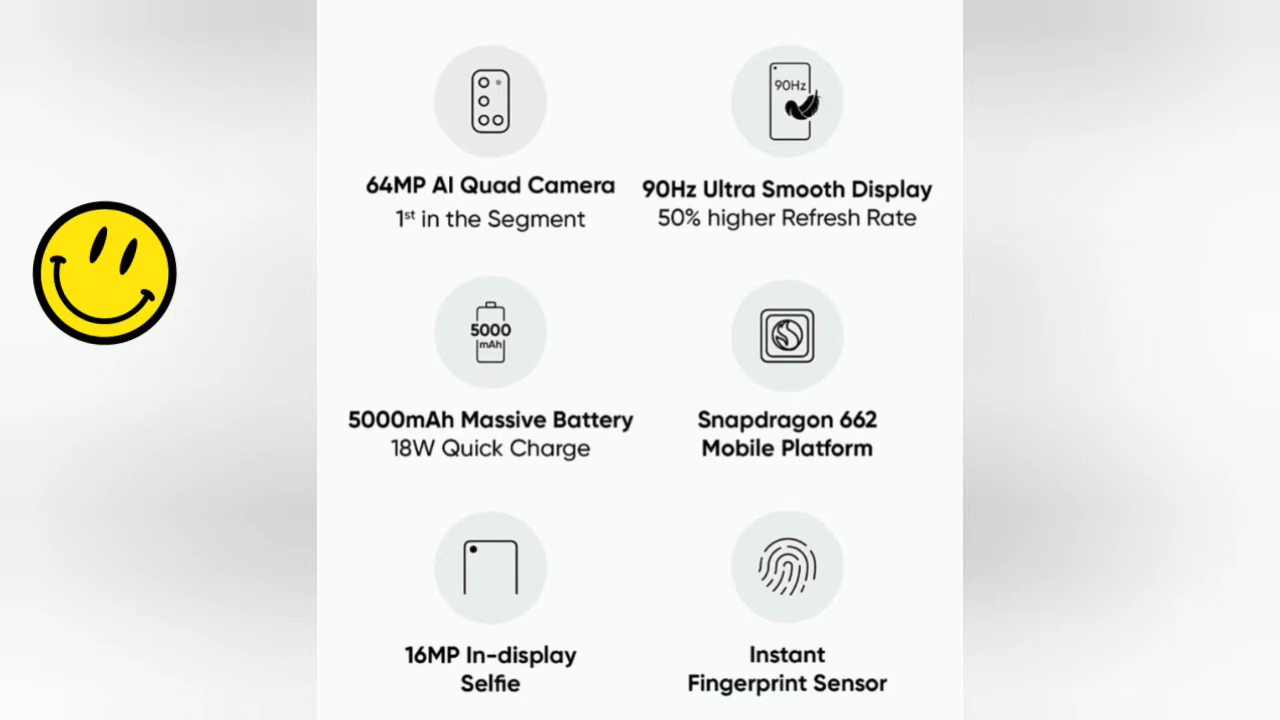 90Hz
64MP AI Quad Camera
1st in the Segment
90Hz Ultra Smooth Display
50% higher Refresh Rate
5000
mAh
5000mAh Massive Battery
18W Quick Charge
Snapdragon 662
Mobile Platform
16MP In-display
Selfie
Instant
Fingerprint Sensor